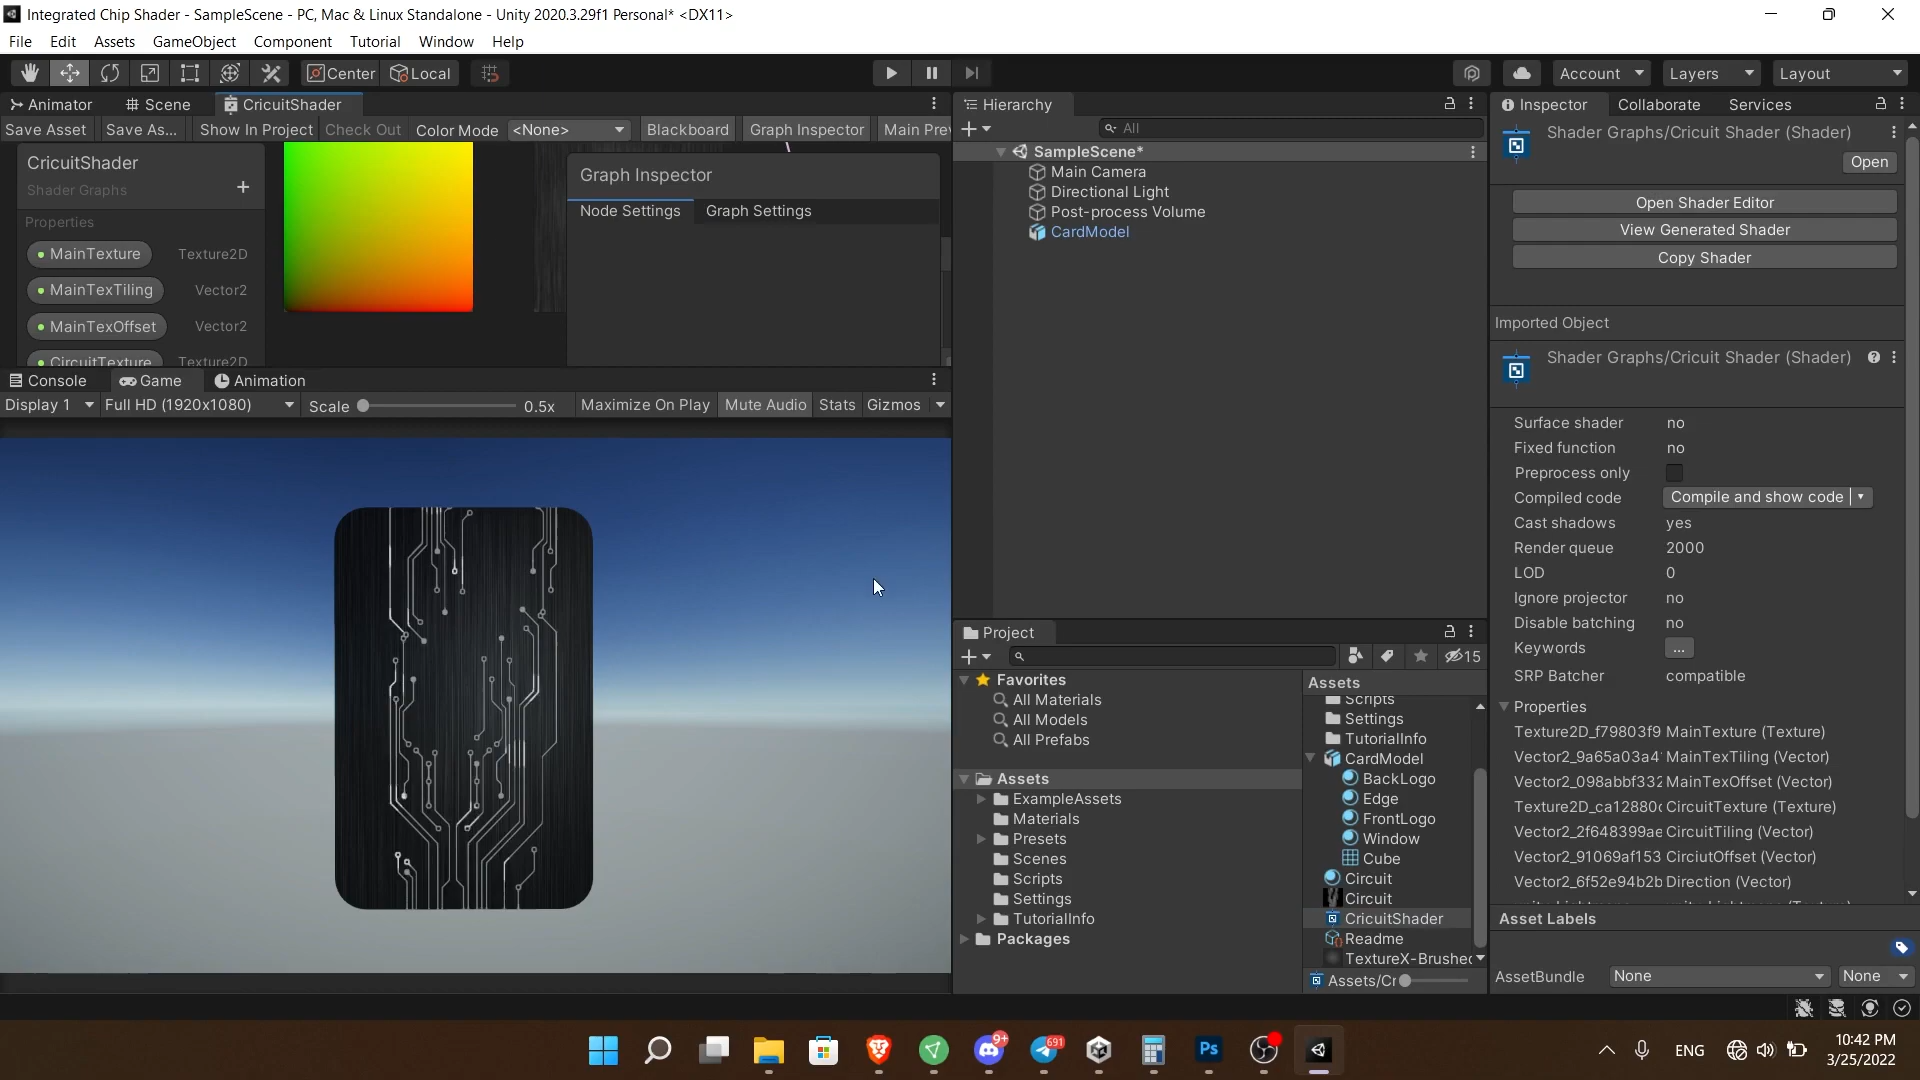 Integrated Chip Shader - SampleScene - PC, Mac & Linux Standalone - Unity 2020.3.29f1 Personal* <DX11>
File Edit Assets GameObject Component Tutorial Window Help
Center Local
Account Layers Layout
Animator Scene CricuitShader
Save Asset Save As... Show In Project Check Out Color Mode <None> Blackboard Graph Inspector Main Prev
CricuitShader
Shader Graphs
Properties
MainTexture Texture2D
MainTexTiling Vector2
MainTexOffset Vector2
CircuitTexture Texture2D
Graph Inspector
Node Settings Graph Settings
Console Game Animation
Display 1 Full HD (1920x1080) Scale 0.5x Maximize On Play Mute Audio Stats Gizmos
Hierarchy
All
SampleScene*
Main Camera
Directional Light
Post-process Volume
CardModel
Project
15
Favorites
All Materials
All Models
All Prefabs
Assets
ExampleAssets
Materials
Presets
Scenes
Scripts
Settings
TutorialInfo
Packages
Assets
Scripts
Settings
TutorialInfo
CardModel
BackLogo
Edge
FrontLogo
Window
Cube
Circuit
Circuit
CricuitShader
Readme
TextureX-Brushed
Assets/Cr
Inspector Collaborate Services
Shader Graphs/Cricuit Shader (Shader)
Open
Open Shader Editor
View Generated Shader
Copy Shader
Imported Object
Shader Graphs/Cricuit Shader (Shader)
Surface shader no
Fixed function no
Preprocess only
Compiled code Compile and show code
Cast shadows yes
Render queue 2000
LOD 0
Ignore projector no
Disable batching no
Keywords ...
SRP Batcher compatible
Properties
Texture2D_f79803f9 MainTexture (Texture)
Vector2_9a65a03a4 MainTexTiling (Vector)
Vector2_098abbf332 MainTexOffset (Vector)
Texture2D_ca12880c CircuitTexture (Texture)
Vector2_2f648399ae CircuitTiling (Vector)
Vector2_91069af153 CirciutOffset (Vector)
Vector2_6f52e94b2b Direction (Vector)
Asset Labels
AssetBundle None None
9+ 691 Ps
ENG
10:42 PM
3/25/2022